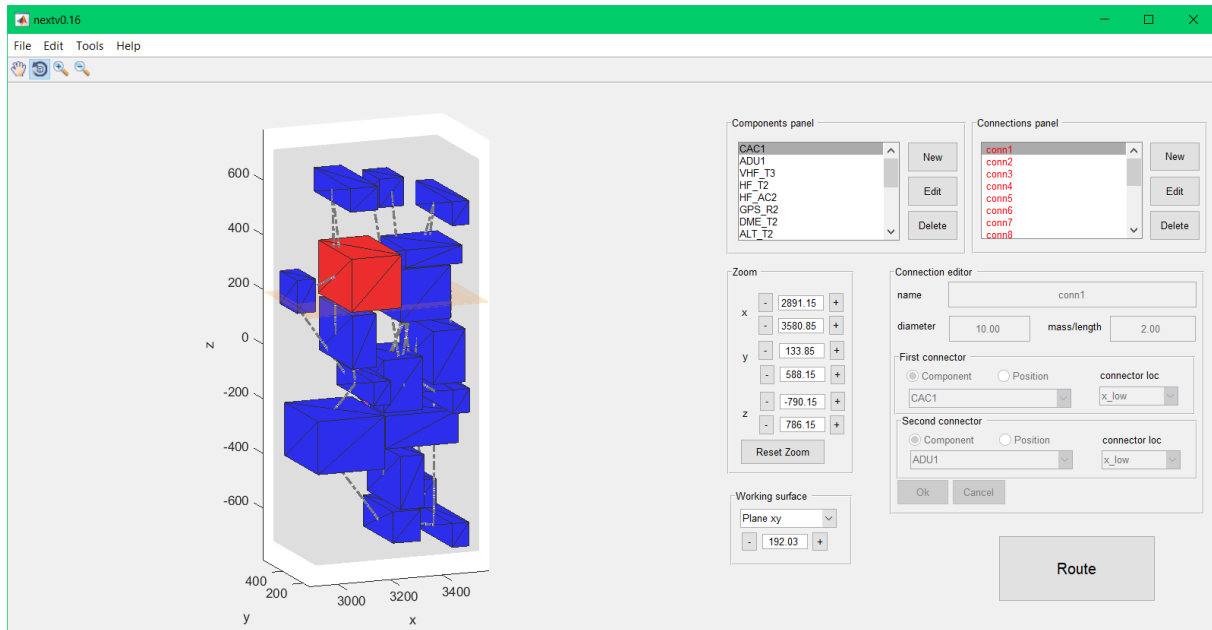 nextv0.16
File Edit Tools Help
Components panel
CAC1
ADU1
VHF_T3
HF_T2
HF_AC2
GPS_R2
DME_T2
ALT_T2
New
Edit
Delete
Connections panel
conn1
conn2
conn3
conn4
conn5
conn6
conn7
conn8
New
Edit
Delete
600
400
200
0
-200
-400
-600
z
400
200
y
3000
3200
3400
x
Zoom
x
- 2891.15 +
- 3580.85 +
y
- 133.85 +
- 588.15 +
z
- -790.15 +
- 786.15 +
Reset Zoom
Working surface
Plane xy
- 192.03 +
Connection editor
name conn1
diameter 10.00 mass/length 2.00
First connector
Component Position connector loc
CAC1 x_low
Second connector
Component Position connector loc
ADU1 x_low
Ok Cancel
Route